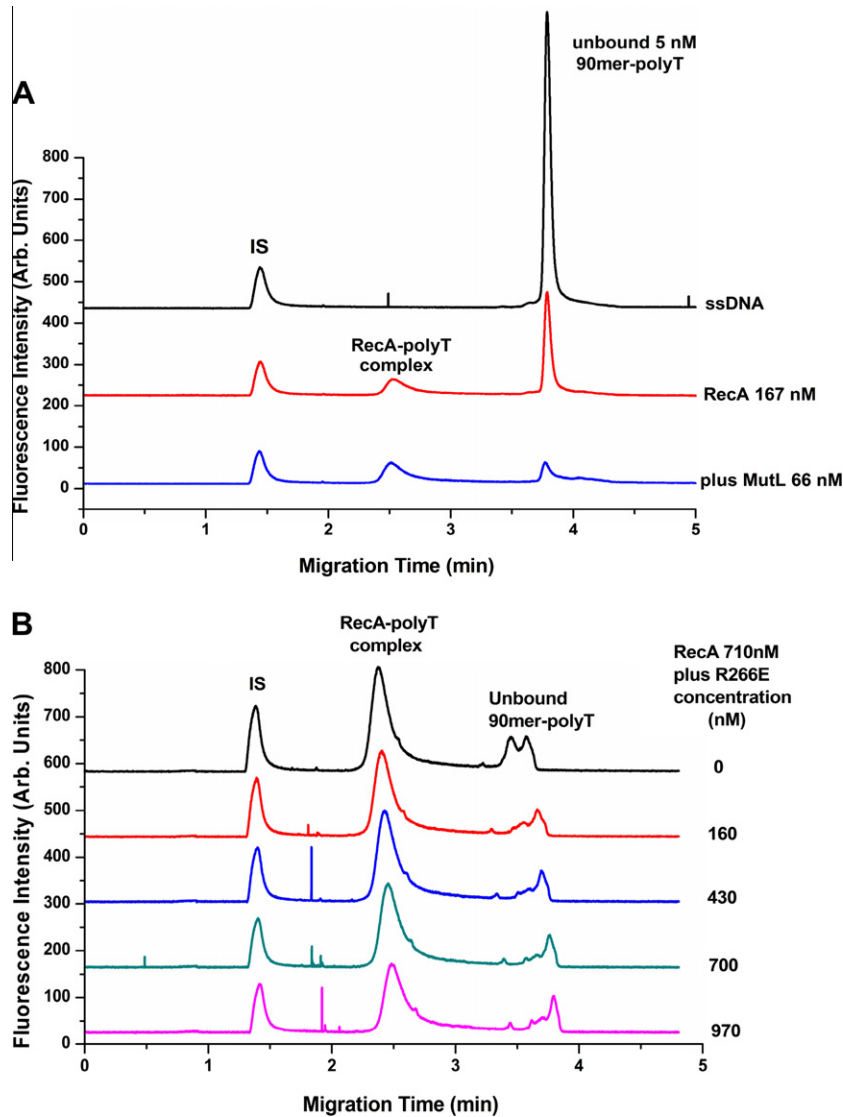 A
unbound 5 nM
90mer-polyT
Fluorescence Intensity (Arb. Units)
800
700
600
500
400
300
200
100
0
IS
ssDNA
RecA-polyT
complex
RecA 167 nM
plus MutL 66 nM
0 1 2 3 4 5
Migration Time (min)
B
RecA-polyT
complex
RecA 710nM
plus R266E
concentration
(nM)
IS
Unbound
90mer-polyT
Fluorescence Intensity (Arb. Units)
800
700
600
500
400
300
200
100
0
0
160
430
700
970
0 1 2 3 4 5
Migration Time (min)